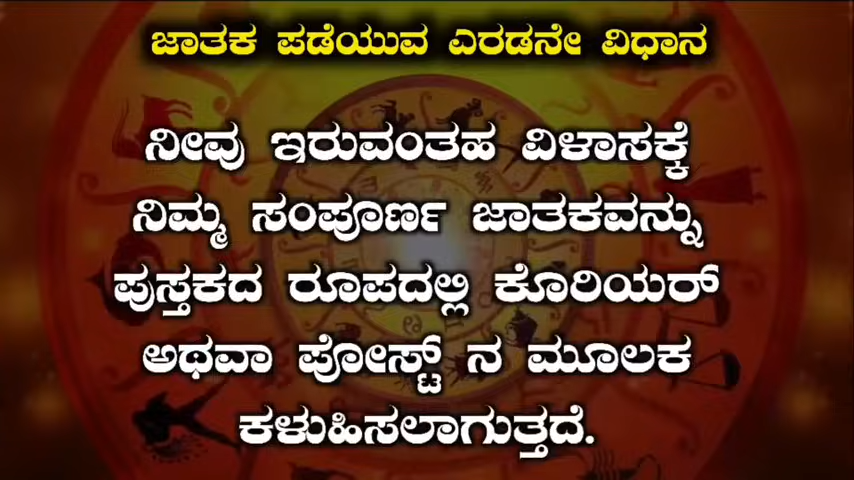 ಜಾತಕ ಪಡೆಯುವ ಎರಡನೇ ವಿಧಾನ
ನೀವು ಇರುವಂತಹ ವಿಳಾಸಕ್ಕೆ
ನಿಮ್ಮ ಸಂಪೂರ್ಣ ಜಾತಕವನ್ನು
ಪುಸ್ತಕದ ರೂಪದಲ್ಲಿ ಕೊರಿಯರ್
ಅಥವಾ ಪೋಸ್ಟ್ ನ ಮೂಲಕ
ಕಳುಹಿಸಲಾಗುತ್ತದೆ.